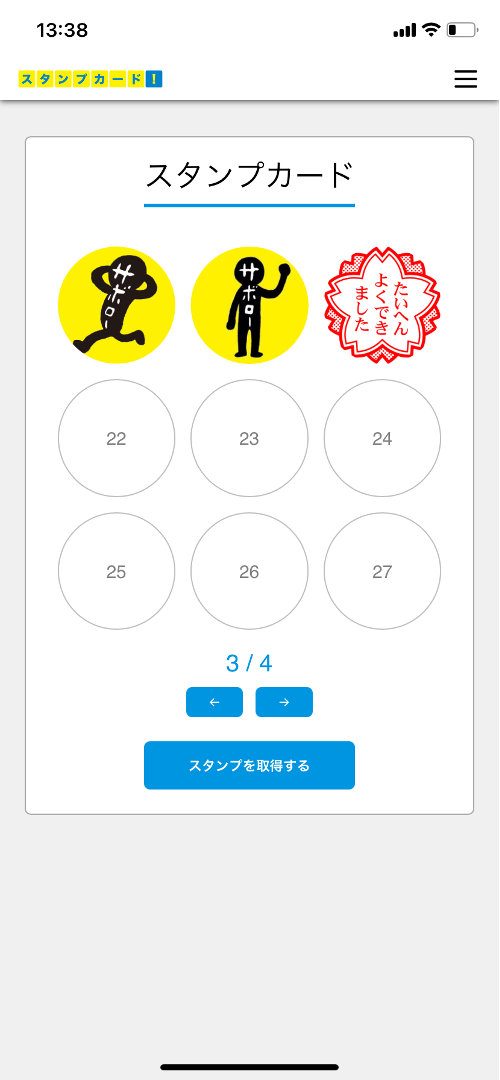 13:38
スタンプカード!
スタンプカード
サボロー
サボロー
たいへん
よくでき
ました
22
23
24
25
26
27
3 / 4
← →
スタンプを取得する